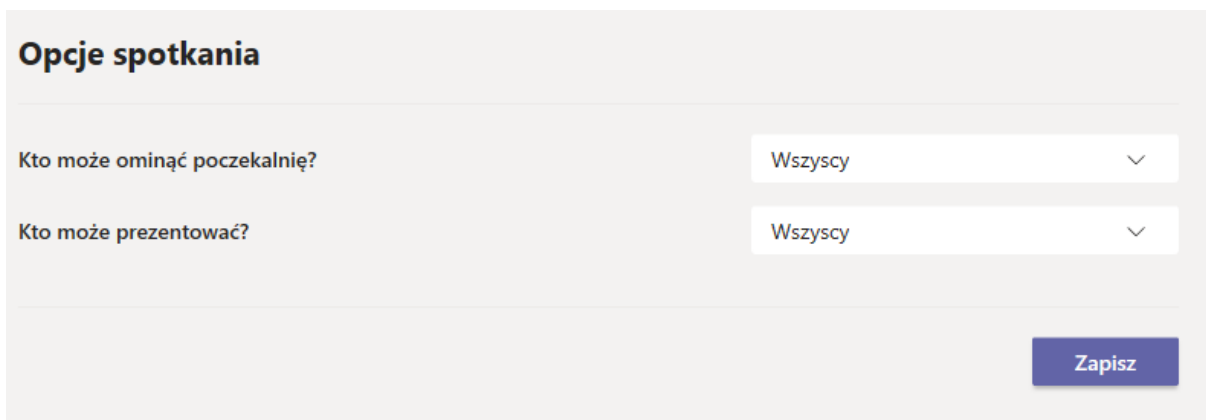 Opcje spotkania
Kto może ominąć poczekalnię? Wszyscy
Kto może prezentować? Wszyscy
Zapisz